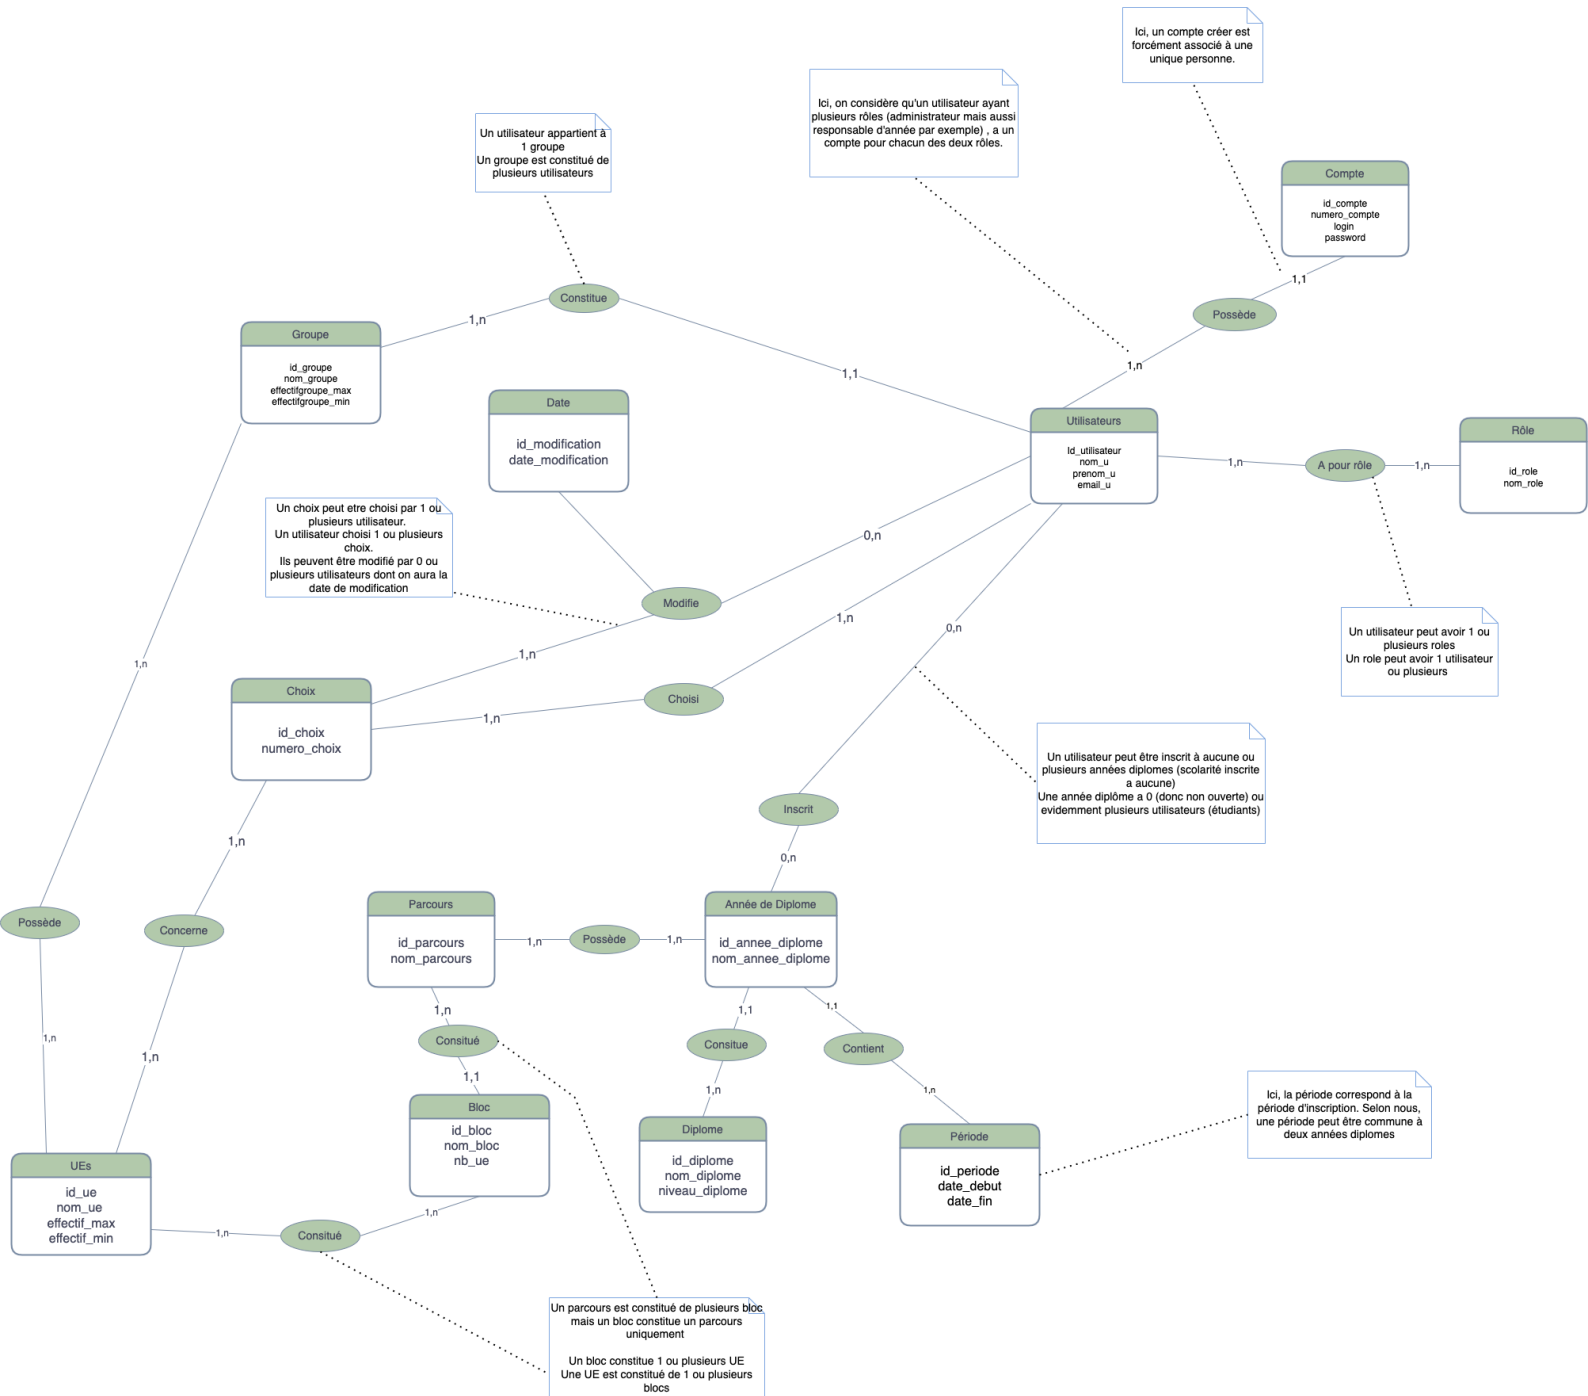 Ici, un compte créer est
forcément associé à une
unique personne.
Ici, on considère qu'un utilisateur ayant
plusieurs rôles (administrateur mais aussi
responsable d'année par exemple) , a un
compte pour chacun des deux rôles.
Un utilisateur appartient à
1 groupe
Un groupe est constitué de
plusieurs utilisateurs
Compte
id_compte
numero_compte
login
password
1,1
Possède
1,n
Constitue
1,n
1,1
Groupe
id_groupe
nom_groupe
effectifgroupe_max
effectifgroupe_min
Date
id_modification
date_modification
Utilisateurs
Id_utilisateur
nom_u
prenom_u
email_u
1,n
A pour rôle
1,n
Rôle
id_role
nom_role
Un choix peut etre choisi par 1 ou
plusieurs utilisateur.
Un utilisateur choisi 1 ou plusieurs
choix.
Ils peuvent être modifié par 0 ou
plusieurs utilisateurs dont on aura la
date de modification
0,n
Modifie
1,n
1,n
0,n
Un utilisateur peut avoir 1 ou
plusieurs roles
Un role peut avoir 1 utilisateur
ou plusieurs
1,n
Choix
id_choix
numero_choix
1,n
Choisi
Un utilisateur peut être inscrit à aucune ou
plusieurs années diplomes (scolarité inscrite
a aucune)
Une année diplôme a 0 (donc non ouverte) ou
evidemment plusieurs utilisateurs (étudiants)
Inscrit
0,n
1,n
Possède
Concerne
Parcours
id_parcours
nom_parcours
1,n
Possède
1,n
Année de Diplome
id_annee_diplome
nom_annee_diplome
1,n
Consitué
1,1
1,1
Consitue
1,n
1,1
Contient
1,n
1,n
1,n
Bloc
id_bloc
nom_bloc
nb_ue
Diplome
id_diplome
nom_diplome
niveau_diplome
Période
id_periode
date_debut
date_fin
Ici, la période correspond à la
période d'inscription. Selon nous,
une période peut être commune à
deux années diplomes
UEs
id_ue
nom_ue
effectif_max
effectif_min
1,n
Consitué
1,n
Un parcours est constitué de plusieurs bloc
mais un bloc constitue un parcours
uniquement
Un bloc constitue 1 ou plusieurs UE
Une UE est constitué de 1 ou plusieurs
blocs